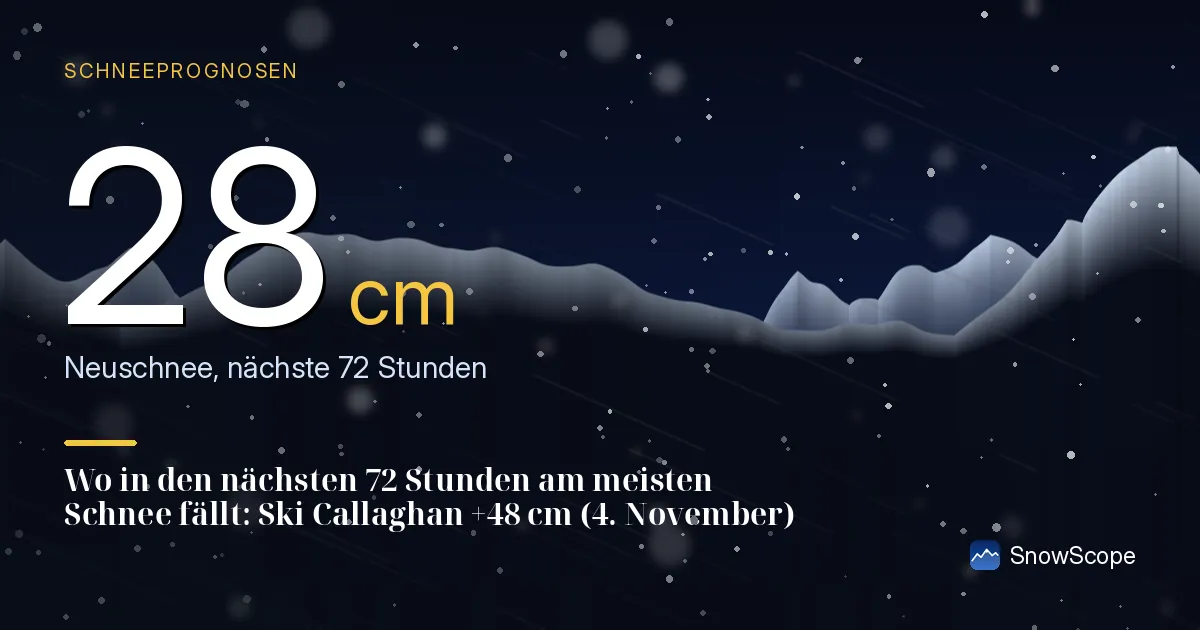 SCHNEEPROGNOSEN
28 cm
Neuschnee, nächste 72 Stunden
Wo in den nächsten 72 Stunden am meisten
Schnee fällt: Ski Callaghan +48 cm (4. November)
SnowScope